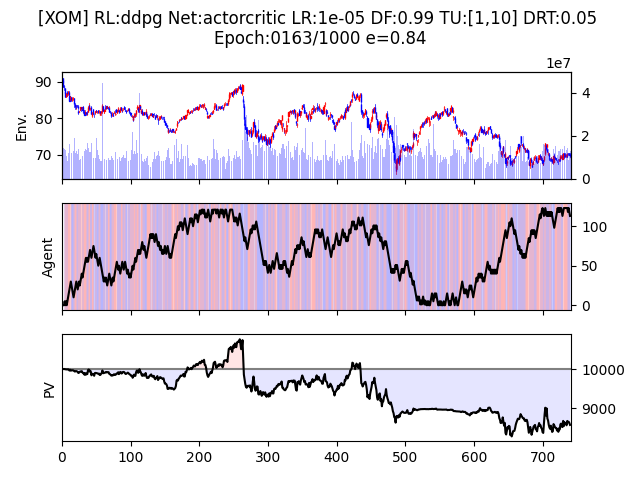 [XOM] RL:ddpg Net:actorcritic LR:1e-05 DF:0.99 TU:[1,10] DRT:0.05
Epoch:0163/1000 e=0.84
1e7
90
80
70
Env.
4
2
0
Agent
100
50
0
PV
10000
9000
0 100 200 300 400 500 600 700